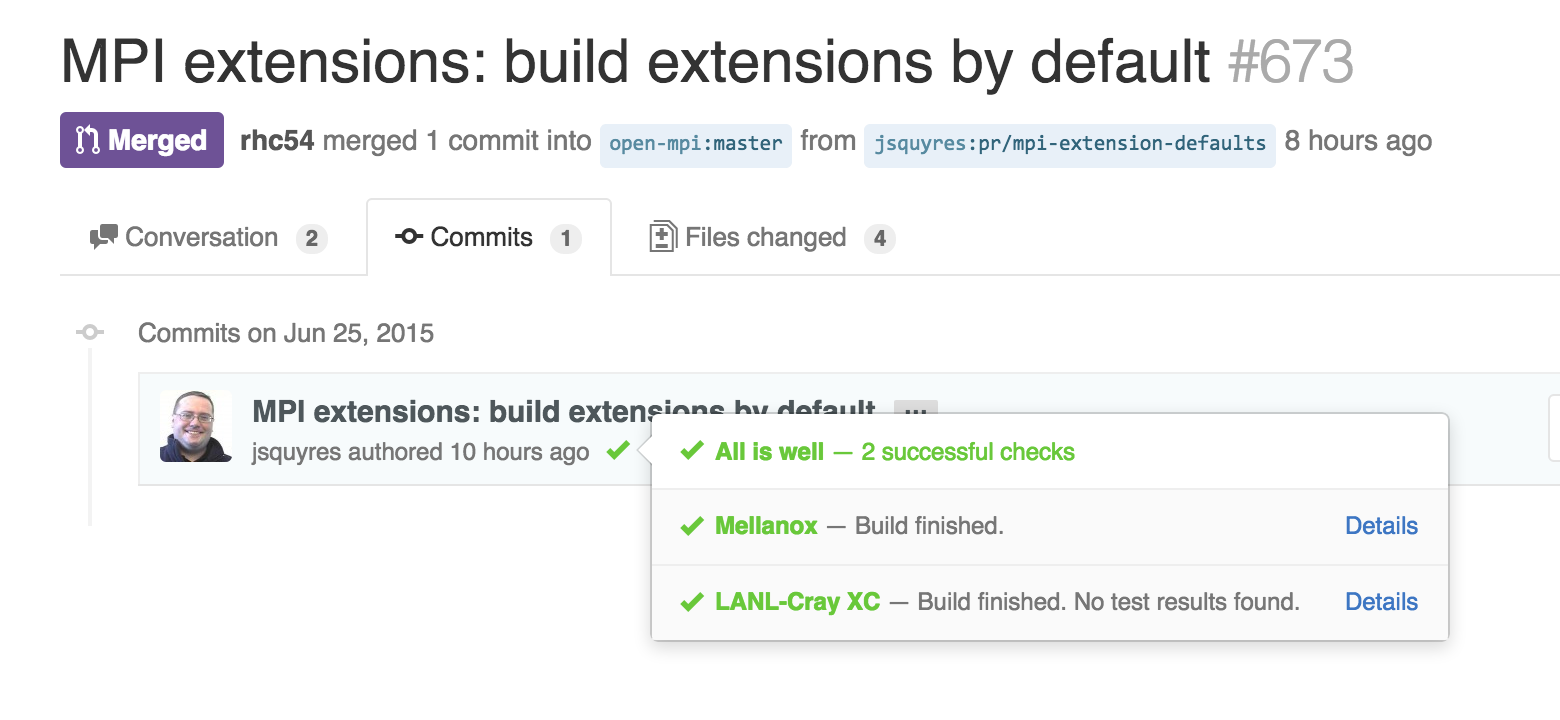 MPI extensions: build extensions by default #673
Merged rhc54 merged 1 commit into open-mpi:master from jsquyres:pr/mpi-extension-defaults 8 hours ago
Conversation 2 Commits 1 Files changed 4
Commits on Jun 25, 2015
MPI extensions: build extensions by default …
jsquyres authored 10 hours ago
All is well — 2 successful checks
Mellanox — Build finished. Details
LANL-Cray XC — Build finished. No test results found. Details